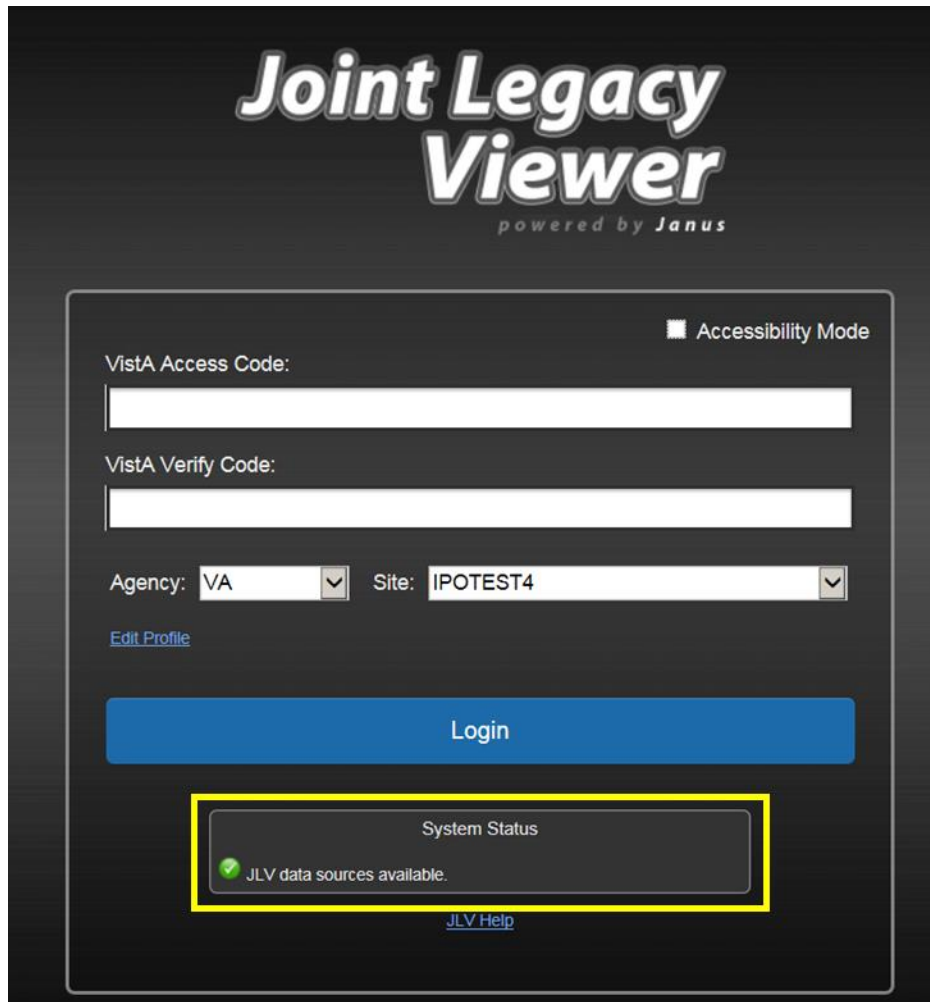 Joint Legacy
Viewer
powered by Janus
Accessibility Mode
VistA Access Code:
VistA Verify Code:
Agency: VA Site: IPOTEST4
Edit Profile
Login
System Status
JLV data sources available.
JLV Help